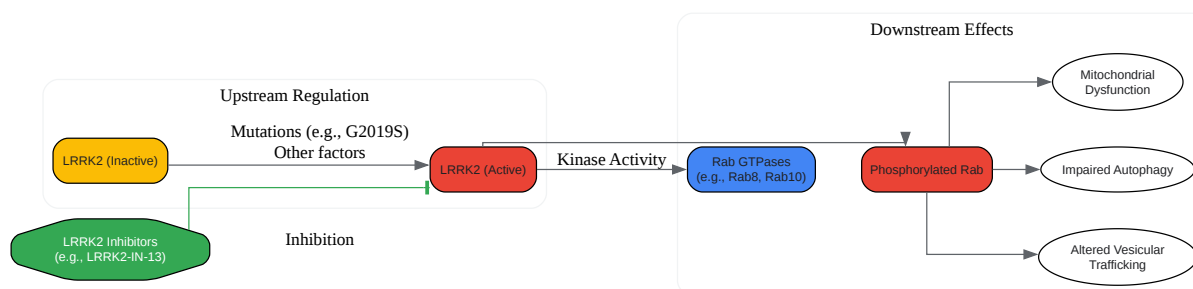 Downstream Effects
Upstream Regulation
Mitochondrial
Dysfunction
Mutations (e.g., G2019S)
Other factors
LRRK2 (Inactive)
LRRK2 (Active)
Kinase Activity
Rab GTPases
(e.g., Rab8, Rab10)
Phosphorylated Rab
Impaired Autophagy
LRRK2 Inhibitors
(e.g., LRRK2-IN-13)
Inhibition
Altered Vesicular
Trafficking